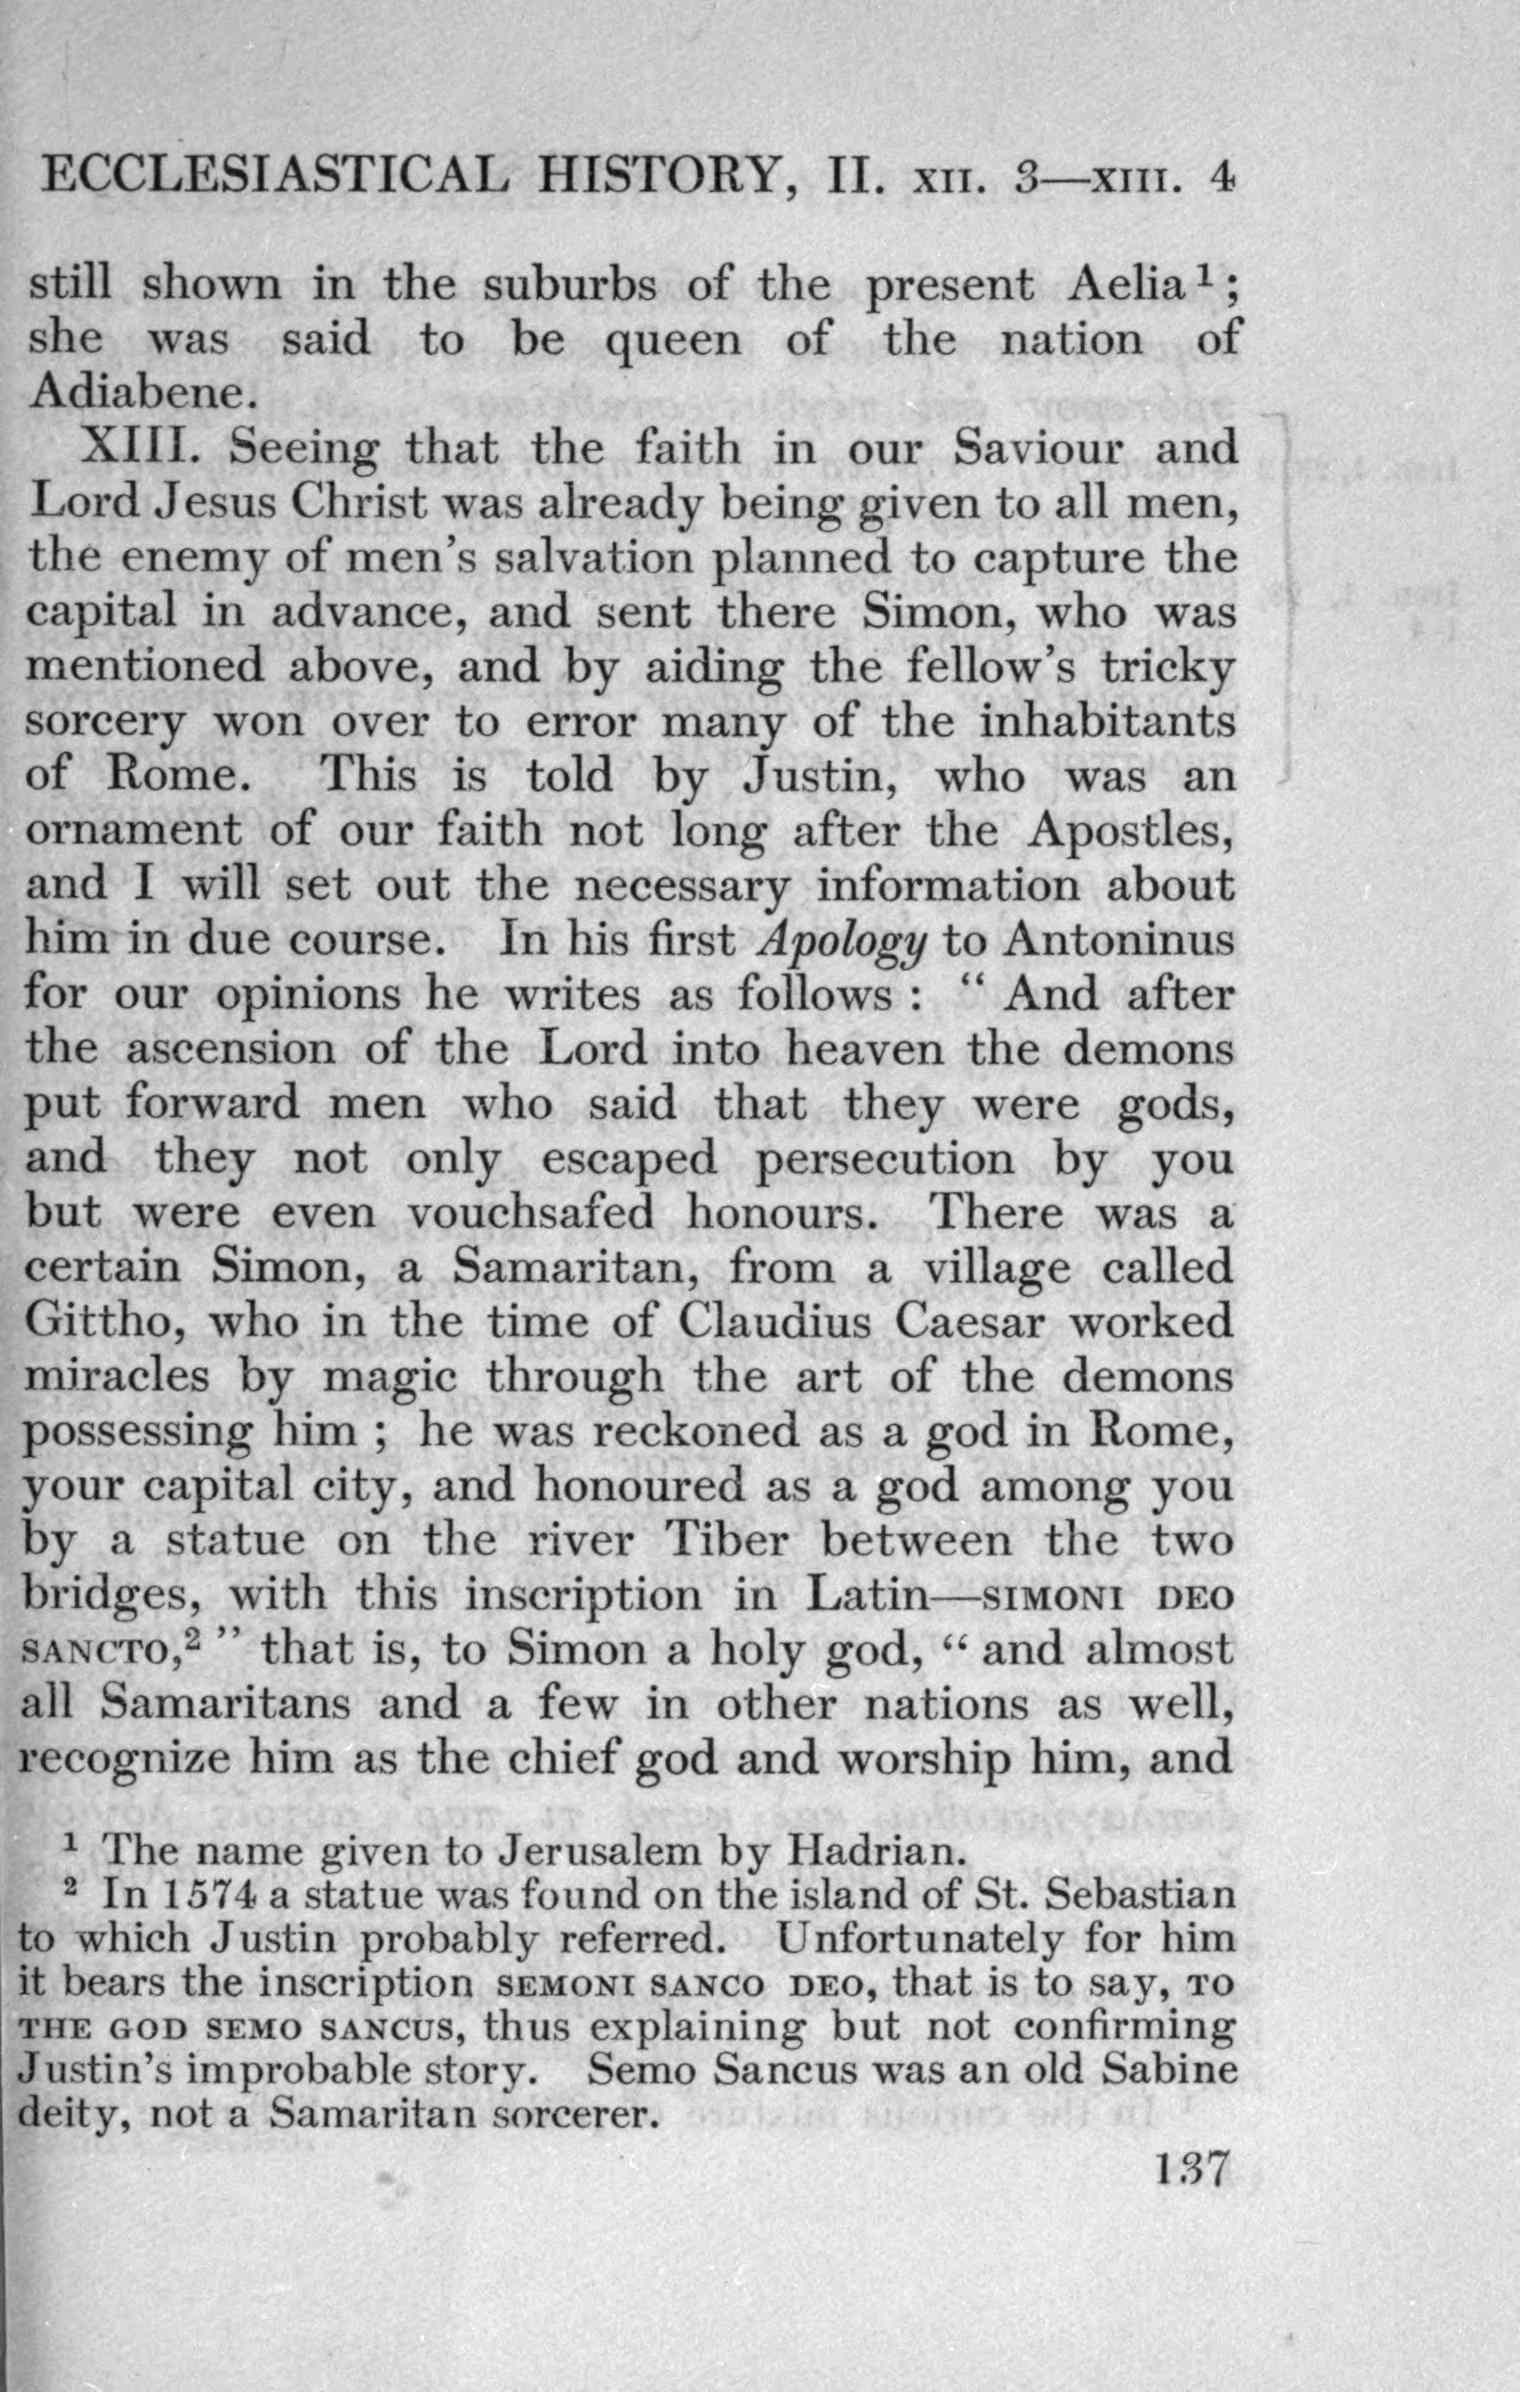 ECCLESIASTICAL HISTORY, II. XII. 3—XIII. 4
still shown in the suburbs of the present Aelia¹;
she was said to be queen of the nation of
Adiabene.
XIII. Seeing that the faith in our Saviour and
Lord Jesus Christ was already being given to all men,
the enemy of men's salvation planned to capture the
capital in advance, and sent there Simon, who was
mentioned above, and by aiding the fellow's tricky
sorcery won over to error many of the inhabitants
of Rome. This is told by Justin, who was an
ornament of our faith not long after the Apostles,
and I will set out the necessary information about
him in due course. In his first Apology to Antoninus
for our opinions he writes as follows : “ And after
the ascension of the Lord into heaven the demons
put forward men who said that they were gods,
and they not only escaped persecution by you
but were even vouchsafed honours. There was a
certain Simon, a Samaritan, from a village called
Gittho, who in the time of Claudius Caesar worked
miracles by magic through the art of the demons
possessing him ; he was reckoned as a god in Rome,
your capital city, and honoured as a god among you
by a statue on the river Tiber between the two
bridges, with this inscription in Latin—SIMONI DEO
SANCTO,² ” that is, to Simon a holy god, “ and almost
all Samaritans and a few in other nations as well,
recognize him as the chief god and worship him, and
¹ The name given to Jerusalem by Hadrian.
² In 1574 a statue was found on the island of St. Sebastian
to which Justin probably referred. Unfortunately for him
it bears the inscription SEMONI SANCO DEO, that is to say, TO
THE GOD SEMO SANCUS, thus explaining but not confirming
Justin's improbable story. Semo Sancus was an old Sabine
deity, not a Samaritan sorcerer.
137